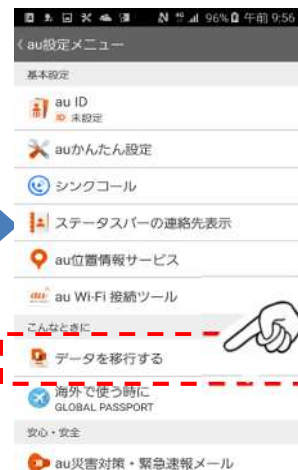 96% 午前 9:56
au設定メニュー
基本設定
au ID
ID 未設定
auかんたん設定
シンクコール
ステータスバーの連絡先表示
au位置情報サービス
au au Wi-Fi 接続ツール
こんなときに
データを移行する
海外で使う時に
GLOBAL PASSPORT
安心・安全
au災害対策・緊急速報メール